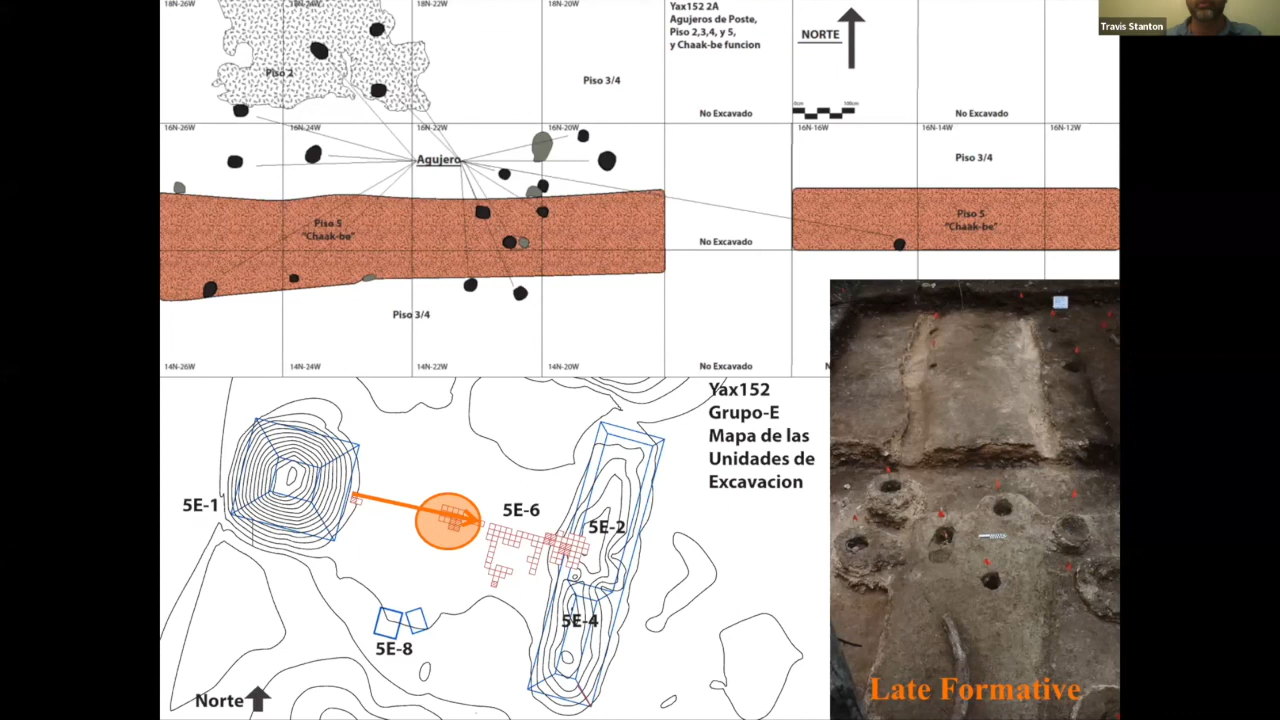 18N-26W
18N-24W
18N-22W
18N-20W
Yax152 2A
Agujeros de Poste,
Piso 2,3,4, y 5,
y Chaak-be funcion
NORTE
Travis Stanton
Piso 2
Piso 3/4
No Excavado
No Excavado
16N-26W
16N-24W
16N-22W
16N-20W
16N-16W
16N-14W
16N-12W
Agujero
Piso 3/4
Piso 5
"Chaak-be"
Piso 5
"Chaak-be"
No Excavado
Piso 3/4
14N-26W
14N-24W
14N-22W
14N-20W
No Excavado
Yax152
Grupo-E
Mapa de las
Unidades de
Excavacion
5E-1
5E-6
5E-2
5E-4
5E-8
Norte
Late Formative